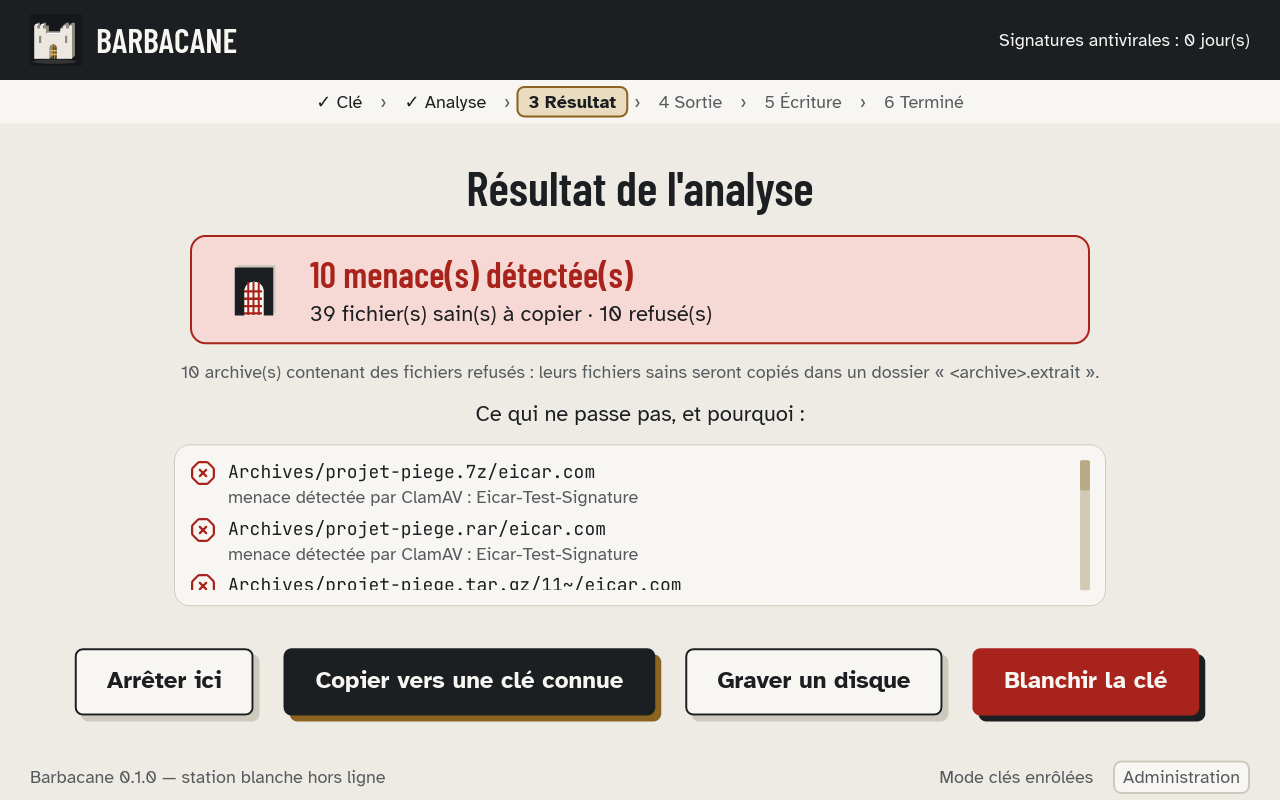 BARBACANE
Signatures antivirales : 0 jour(s)
✓ Clé › ✓ Analyse › 3 Résultat › 4 Sortie › 5 Écriture › 6 Terminé
Résultat de l'analyse
10 menace(s) détectée(s)
39 fichier(s) sain(s) à copier · 10 refusé(s)
10 archive(s) contenant des fichiers refusés : leurs fichiers sains seront copiés dans un dossier « <archive>.extrait ».
Ce qui ne passe pas, et pourquoi :
Archives/projet-piege.7z/eicar.com
menace détectée par ClamAV : Eicar-Test-Signature
Archives/projet-piege.rar/eicar.com
menace détectée par ClamAV : Eicar-Test-Signature
Archives/projet-piege.tar.gz/11~/eicar.com
Arrêter ici
Copier vers une clé connue
Graver un disque
Blanchir la clé
Barbacane 0.1.0 — station blanche hors ligne
Mode clés enrôlées
Administration